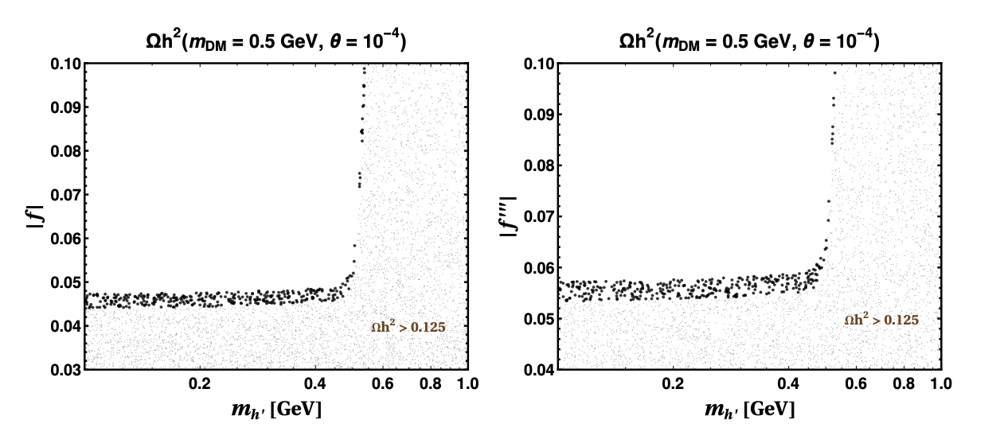 Ωh²(m_DM = 0.5 GeV, θ = 10⁻⁴)
0.10
0.09
0.08
0.07
0.06
0.05
0.04
0.03
|f|
Ωh² > 0.125
0.2 0.4 0.6 0.8 1.0
m_h′ [GeV]
Ωh²(m_DM = 0.5 GeV, θ = 10⁻⁴)
0.10
0.09
0.08
0.07
0.06
0.05
0.04
|f′′′|
Ωh² > 0.125
0.2 0.4 0.6 0.8 1.0
m_h′ [GeV]